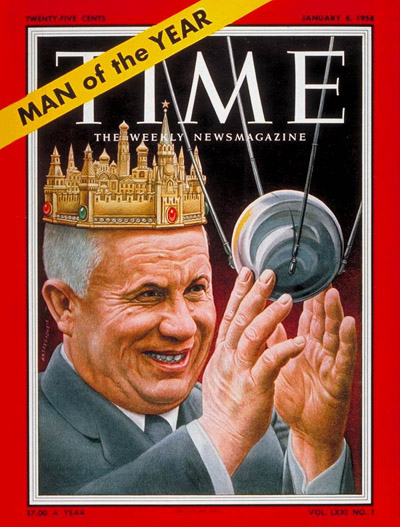 TWENTY-FIVE CENTS
JANUARY 6, 1958
MAN of the YEAR
TIME
THE WEEKLY NEWSMAGAZINE
$7.00 A YEAR
VOL. LXXI NO. 1